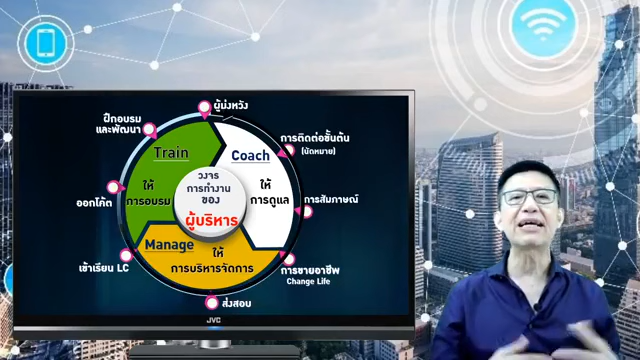 ผู้มุ่งหวัง
ฝึกอบรม
และพัฒนา
การติดต่อขั้นต้น
(นัดหมาย)
Train
Coach
วงจร
การทำงาน
ของ
ผู้บริหาร
ให้
การอบรม
ให้
การดูแล
ออกโค้ด
การสัมภาษณ์
Manage
ให้
การบริหารจัดการ
เข้าเรียน LC
การขายอาชีพ
Change Life
ส่งสอบ
JVC